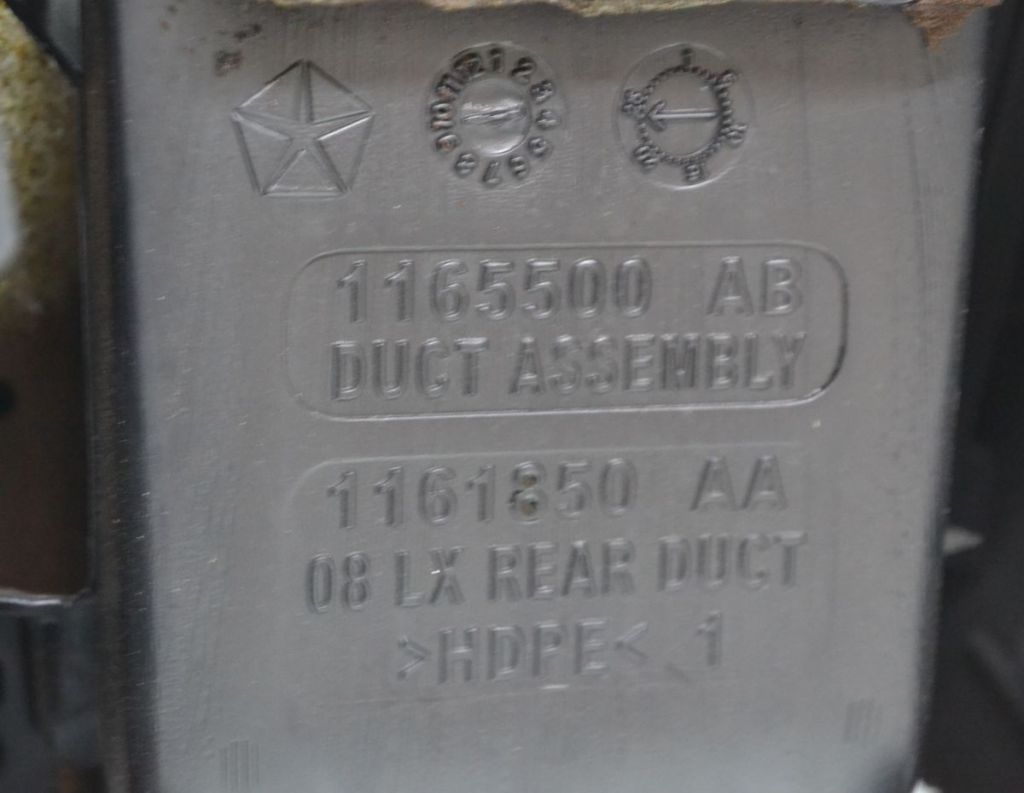 1165500 AB
DUCT ASSEMBLY
1161850 AA
08 LX REAR DUCT
>HDPE< 1